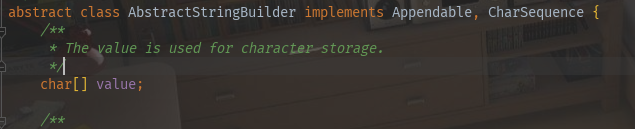 abstract class AbstractStringBuilder implements Appendable, CharSequence {
/**
* The value is used for character storage.
*/
char[] value;
/**